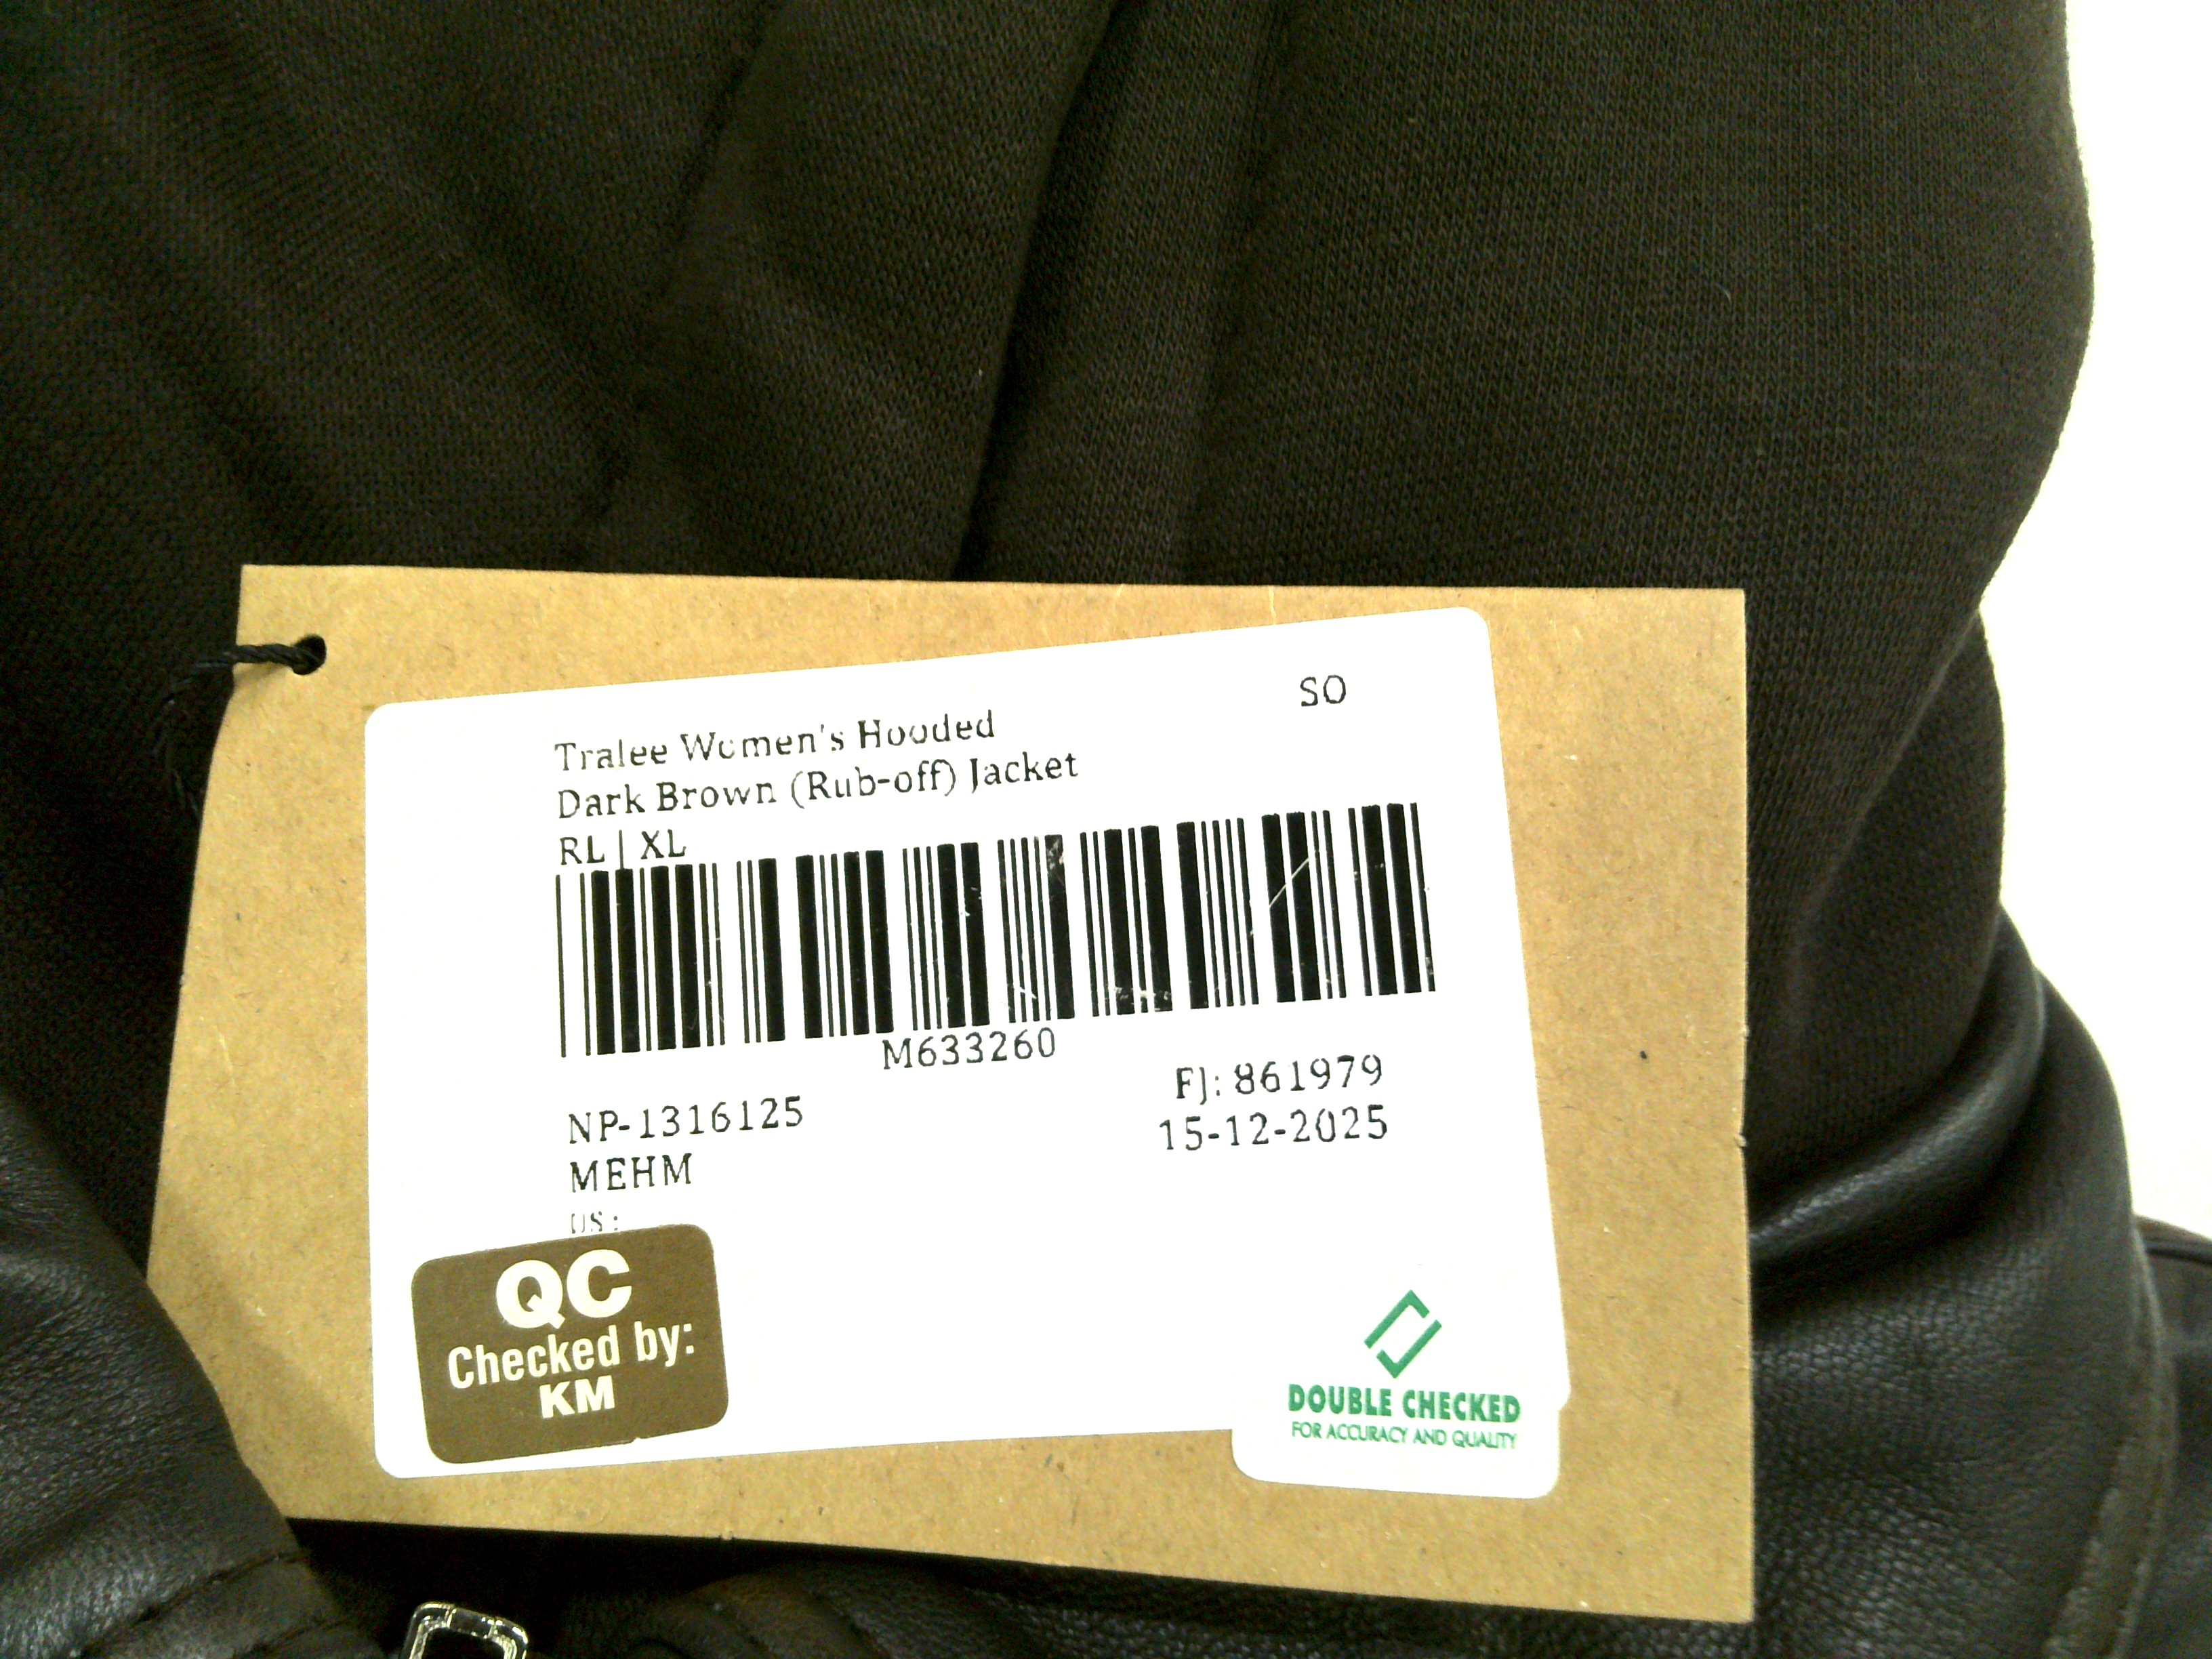 SO
Tralee Women's Hooded
Dark Brown (Rub-off) Jacket
RL | XL
M633260
FJ: 861979
NP-1316125
15-12-2025
MEHM
US:
QC
Checked by:
KM
DOUBLE CHECKED
FOR ACCURACY AND QUALITY